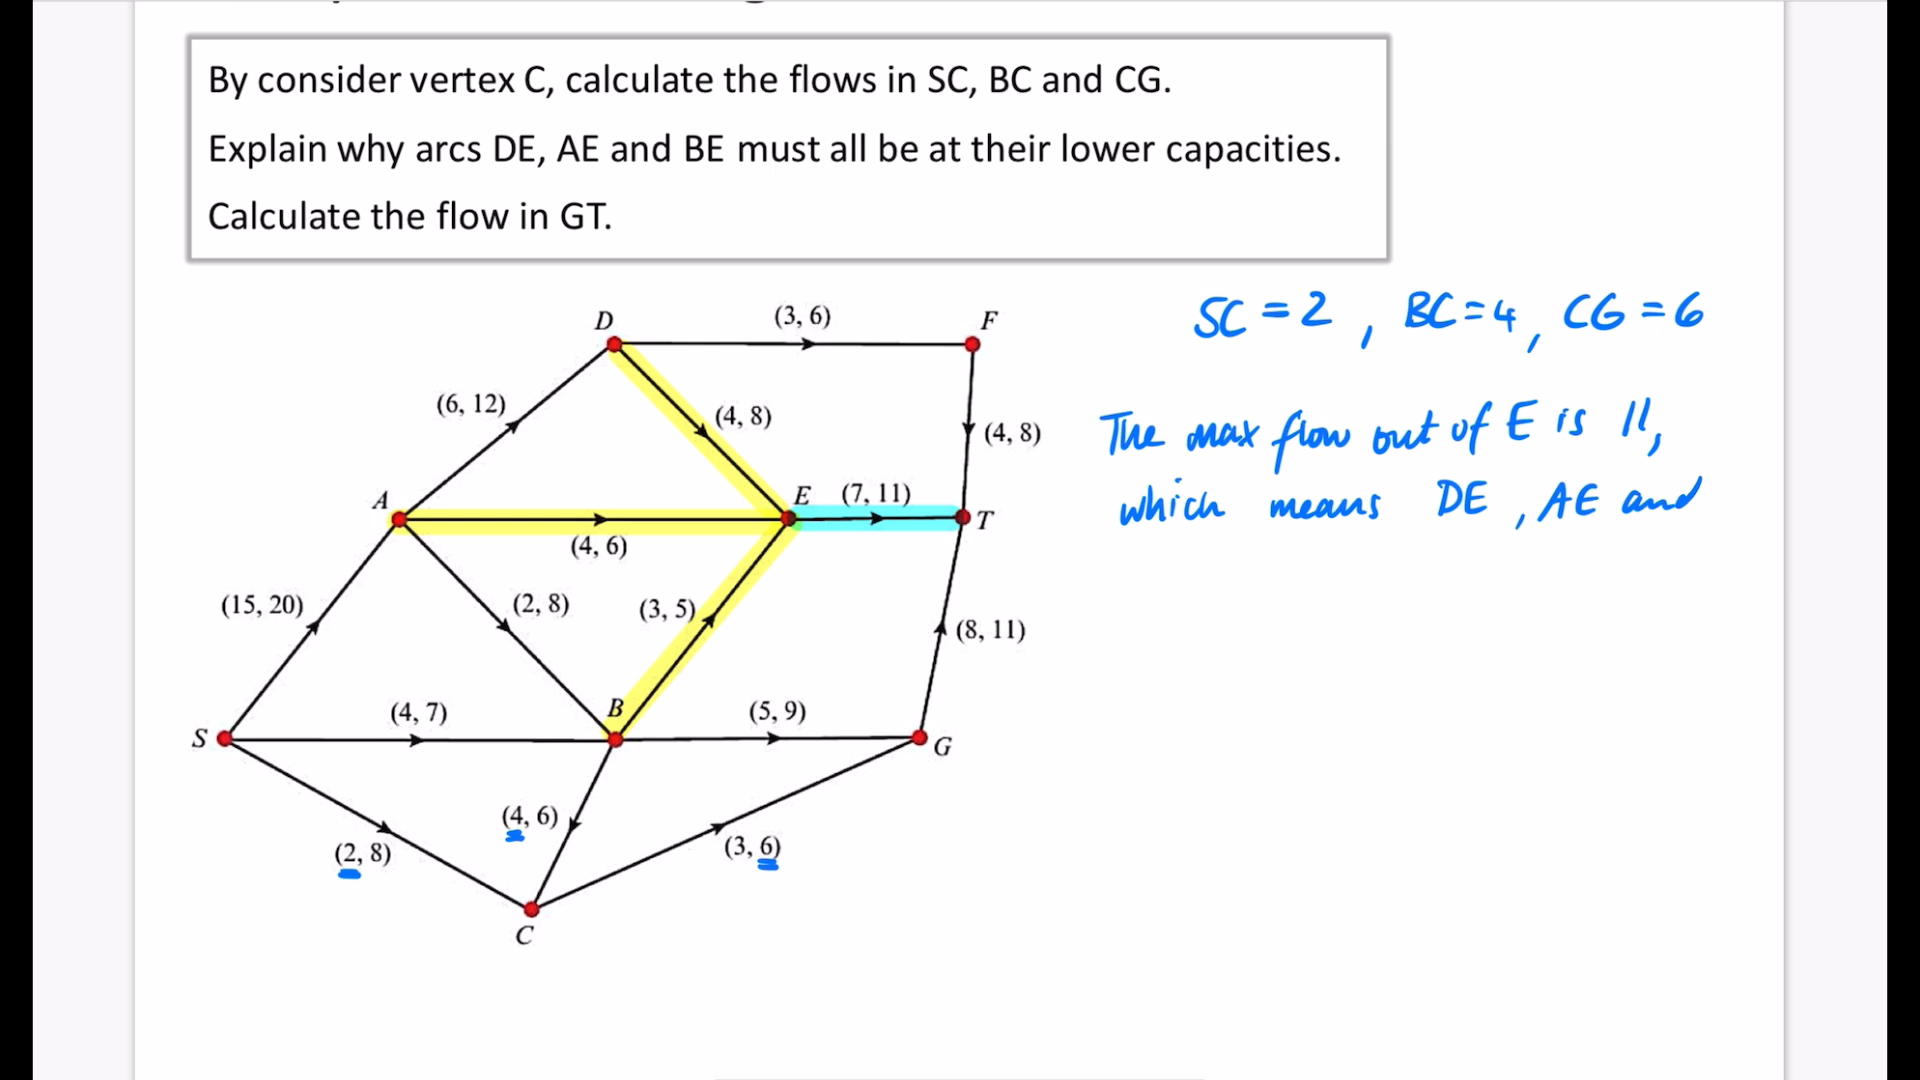 By consider vertex C, calculate the flows in SC, BC and CG.
Explain why arcs DE, AE and BE must all be at their lower capacities.
Calculate the flow in GT.
SC = 2 , BC = 4 , CG = 6
D (3, 6) F
(6, 12) (4, 8) (4, 8)
The max flow out of E is 11,
which means DE , AE and
A E (7, 11) T
(4, 6)
(15, 20) (2, 8) (3, 5) (8, 11)
S (4, 7) B (5, 9) G
(4, 6)
(2, 8) (3, 6)
C